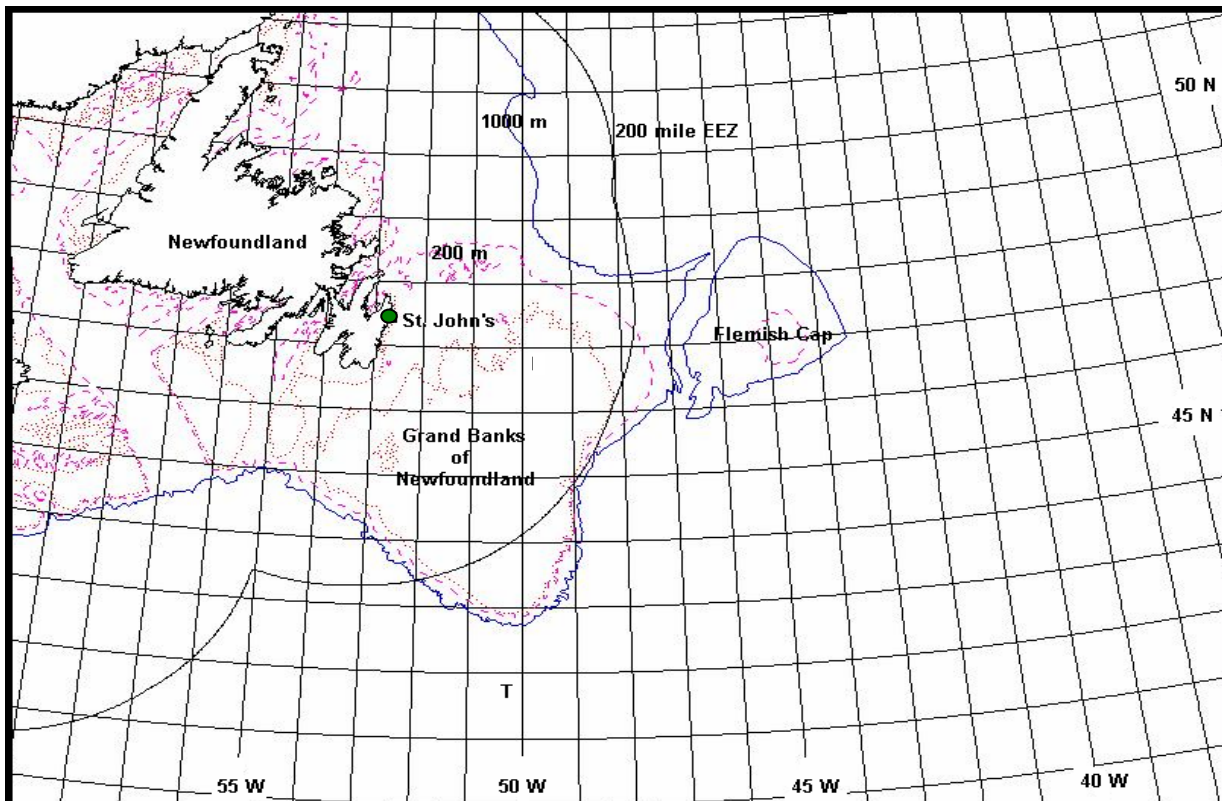 50 N
1000 m
200 mile EEZ
Newfoundland
200 m
St. John's
Flemish Cap
45 N
Grand Banks
of
Newfoundland
T
55 W
50 W
45 W
40 W